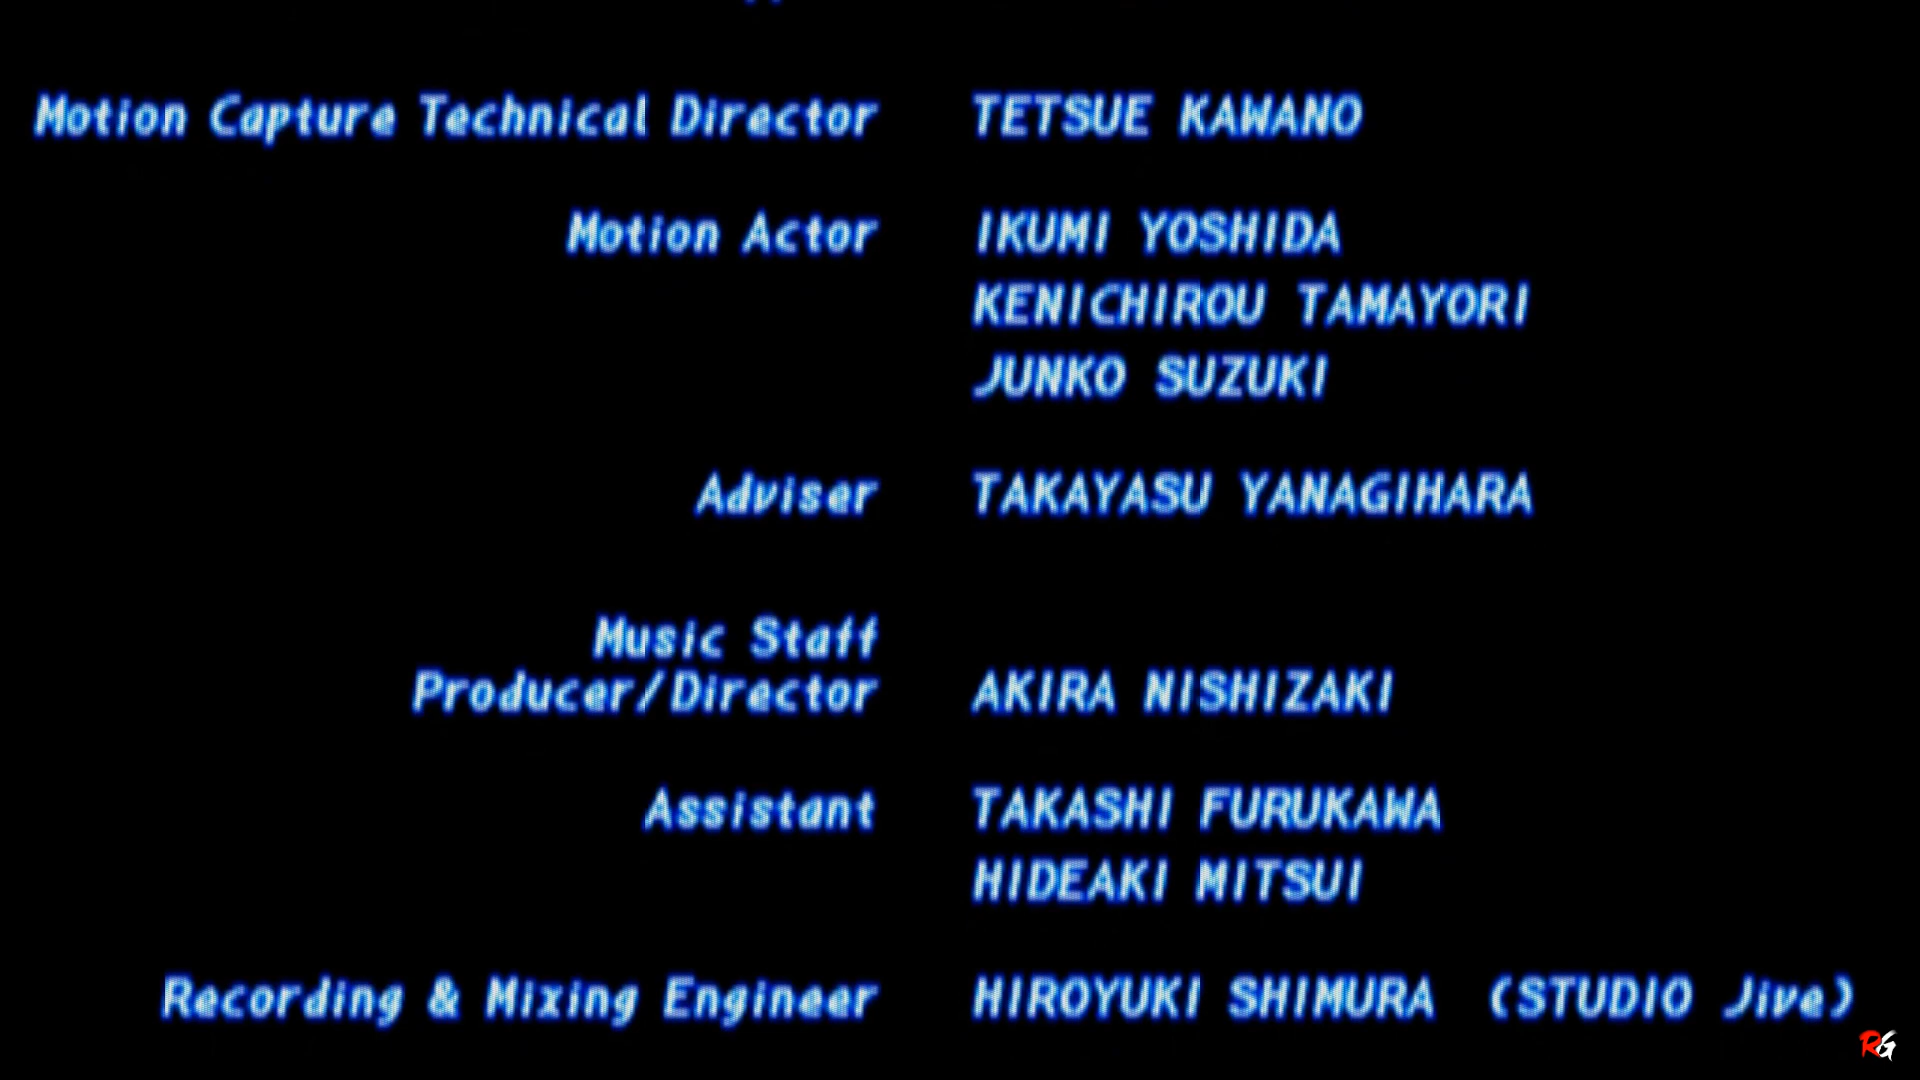 Motion Capture Technical Director TETSUE KAWANO
Motion Actor IKUMI YOSHIDA
KENICHIROU TAMAYORI
JUNKO SUZUKI
Adviser TAKAYASU YANAGIHARA
Music Staff
Producer/Director AKIRA NISHIZAKI
Assistant TAKASHI FURUKAWA
HIDEAKI MITSUI
Recording & Mixing Engineer HIROYUKI SHIMURA (STUDIO Jive)
RG